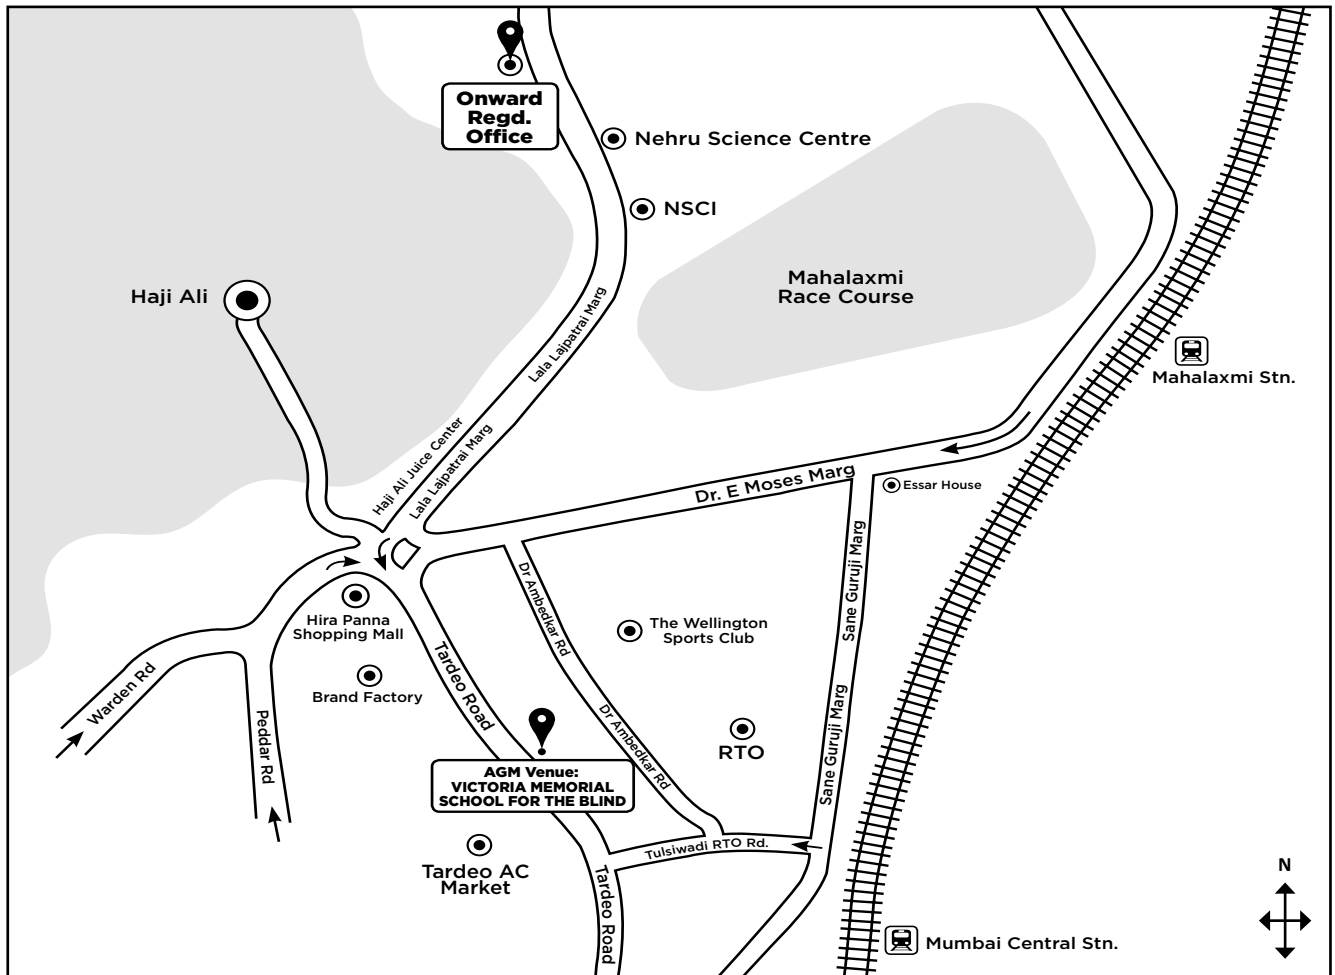 Onward
Regd.
Office
Nehru Science Centre
NSCI
Haji Ali
Mahalaxmi
Race Course
Lala Lajpatrai Marg
Mahalaxmi Stn.
Haji Ali Juice Center
Lala Lajpatrai Marg
Dr. E Moses Marg
Essar House
Sane Guruji Marg
Dr Ambedkar Rd
Hira Panna
Shopping Mall
The Wellington
Sports Club
Tardeo Road
Warden Rd
Brand Factory
Peddar Rd
Dr Ambedkar Rd
RTO
Sane Guruji Marg
AGM Venue:
VICTORIA MEMORIAL
SCHOOL FOR THE BLIND
Tulsiwadi RTO Rd.
Tardeo AC
Market
Tardeo Road
N
Mumbai Central Stn.